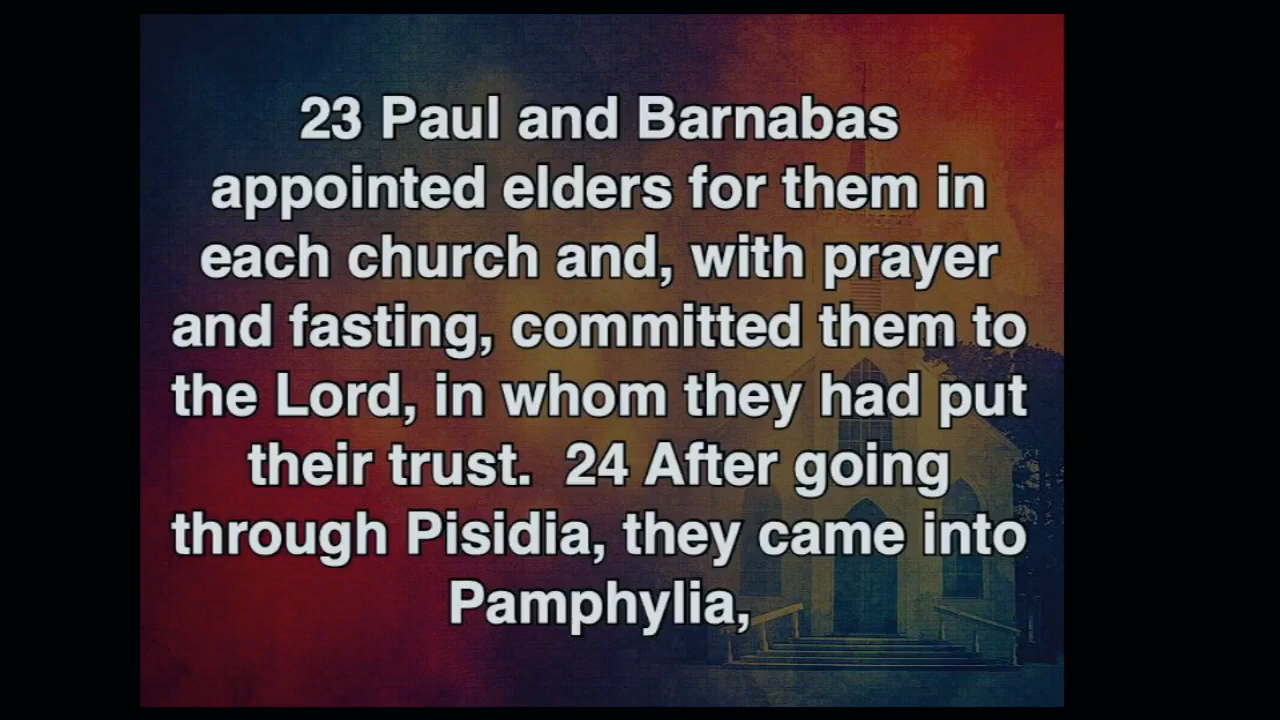 23 Paul and Barnabas
appointed elders for them in
each church and, with prayer
and fasting, committed them to
the Lord, in whom they had put
their trust.  24 After going
through Pisidia, they came into
Pamphylia,